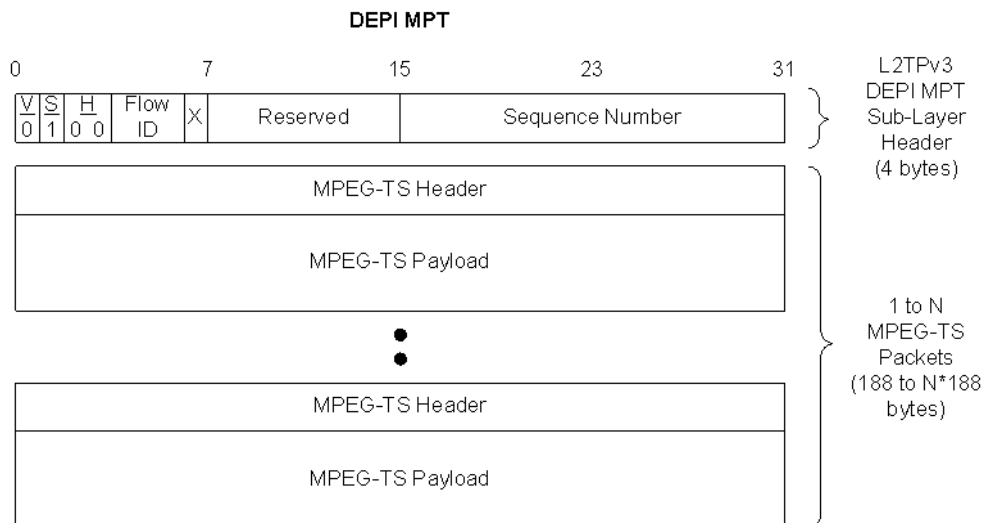 DEPI MPT
0 7 15 23 31
V S H Flow X Reserved Sequence Number
0 1 0 0 ID
L2TPv3
DEPI MPT
Sub-Layer
Header
(4 bytes)
MPEG-TS Header
MPEG-TS Payload
MPEG-TS Header
MPEG-TS Payload
1 to N
MPEG-TS
Packets
(188 to N*188
bytes)